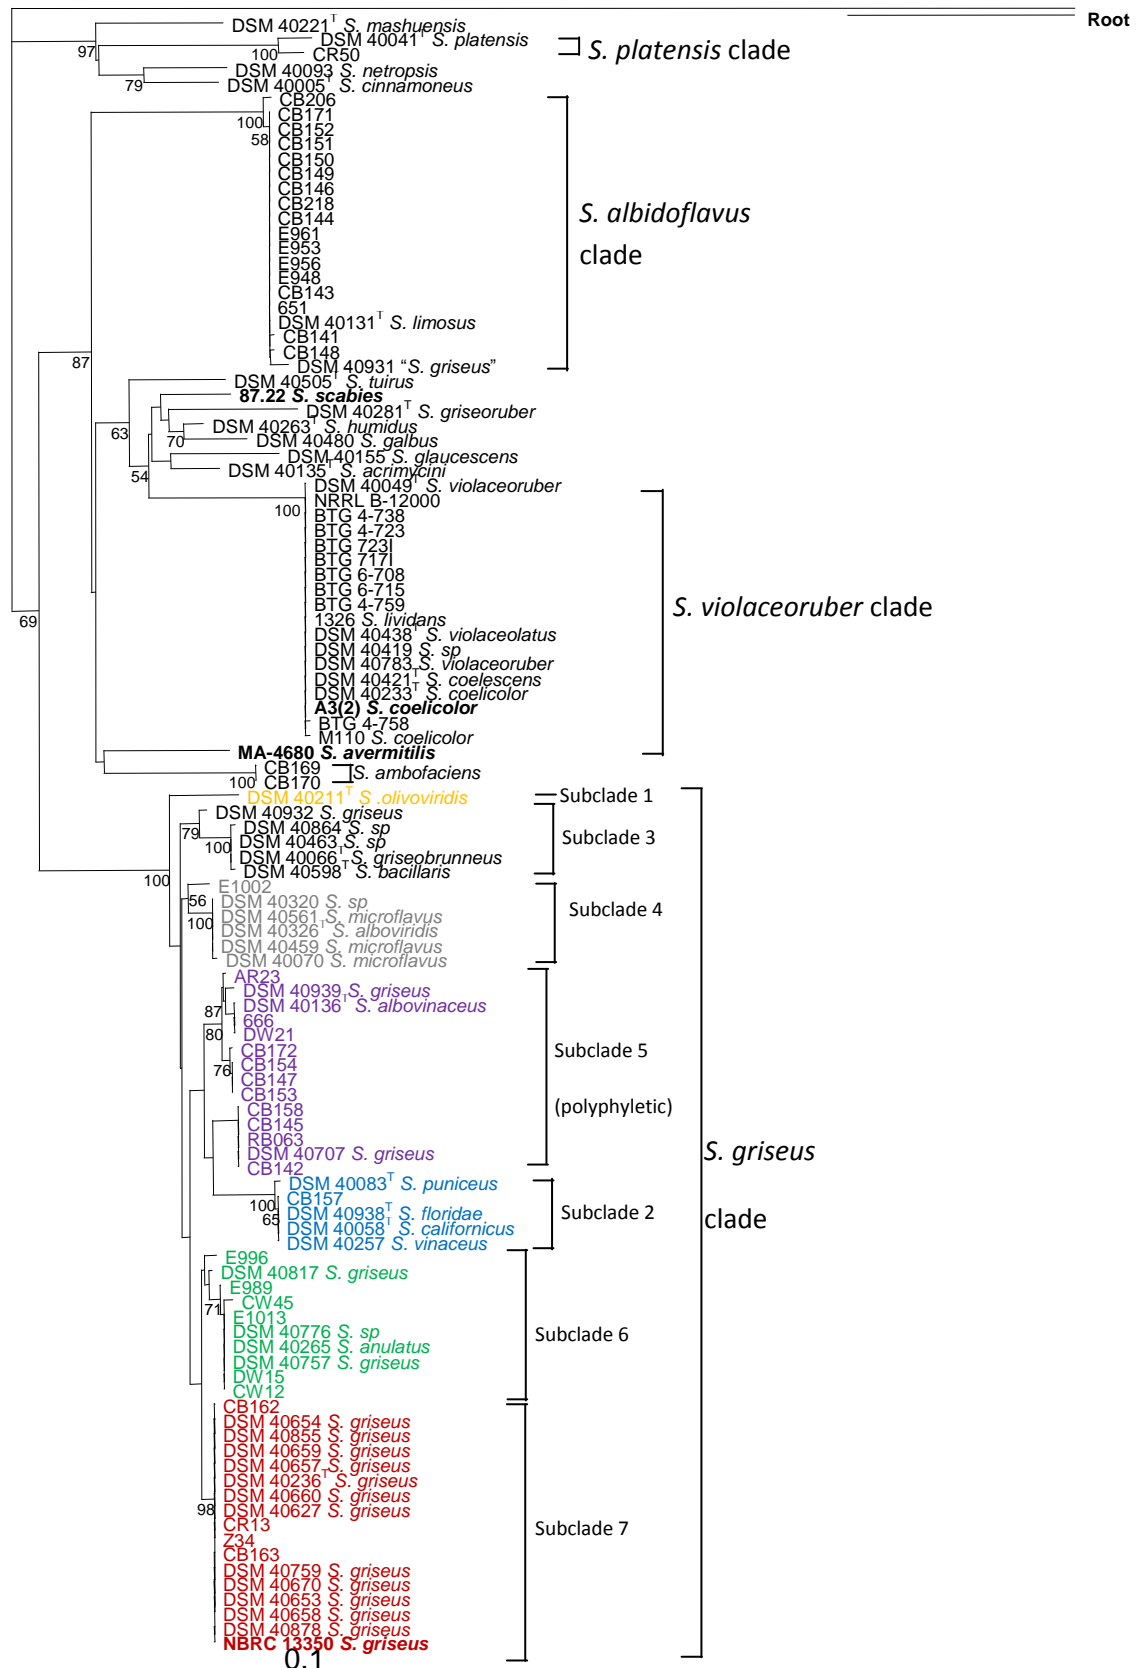 Root
DSM 40221T S. mashuensis
DSM 40041T S. platensis
97
100
CR50
S. platensis clade
DSM 40093 S. netropsis
79
DSM 40005T S. cinnamoneus
CB206
CB171
100
CB152
58
CB151
CB150
CB149
CB146
CB218
CB144
E961
E953
E956
E948
CB143
651
DSM 40131T S. limosus
CB141
CB148
DSM 40931 “S. griseus”
S. albidoflavus
clade
87
DSM 40505T S. tuirus
87.22 S. scabies
DSM 40281T S. griseoruber
DSM 40263T S. humidus
63
70
DSM 40480 S. galbus
DSM 40155 S. glaucescens
54
DSM 40135T S. acrimycini
DSM 40049T S. violaceoruber
NRRL B-12000
100
BTG 4-738
BTG 4-723
BTG 723I
BTG 717I
BTG 6-708
BTG 6-715
BTG 4-759
1326 S. lividans
DSM 40438T S. violaceolatus
DSM 40419 S. sp
DSM 40783 S. violaceoruber
DSM 40421T S. coelescens
DSM 40233T S. coelicolor
A3(2) S. coelicolor
BTG 4-758
M110 S. coelicolor
S. violaceoruber clade
69
MA-4680 S. avermitilis
CB169
100
CB170
S. ambofaciens
DSM 40211T S .olivoviridis
Subclade 1
DSM 40932 S. griseus
79
DSM 40864 S. sp
DSM 40463 S. sp
100
DSM 40066T S. griseobrunneus
DSM 40598T S. bacillaris
Subclade 3
100
E1002
56
DSM 40320 S. sp
DSM 40561 S. microflavus
100
DSM 40326T S. alboviridis
DSM 40459 S. microflavus
DSM 40070 S. microflavus
Subclade 4
AR23
DSM 40939 S. griseus
DSM 40136T S. albovinaceus
87
666
80
DW21
CB172
CB154
76
CB147
CB153
CB158
CB145
RB063
DSM 40707 S. griseus
CB142
Subclade 5
(polyphyletic)
DSM 40083T S. puniceus
100
CB157
65
DSM 40938T S. floridae
DSM 40058T S. californicus
DSM 40257 S. vinaceus
Subclade 2
S. griseus
clade
E996
DSM 40817 S. griseus
E989
71
CW45
E1013
DSM 40776 S. sp
DSM 40265 S. anulatus
DSM 40757 S. griseus
DW15
CW12
Subclade 6
CB162
DSM 40654 S. griseus
DSM 40855 S. griseus
DSM 40659 S. griseus
DSM 40657 S. griseus
DSM 40236T S. griseus
DSM 40660 S. griseus
98
DSM 40627 S. griseus
CR13
Z34
CB163
DSM 40759 S. griseus
DSM 40670 S. griseus
DSM 40653 S. griseus
DSM 40658 S. griseus
DSM 40878 S. griseus
NBRC 13350 S. griseus
Subclade 7
0.1